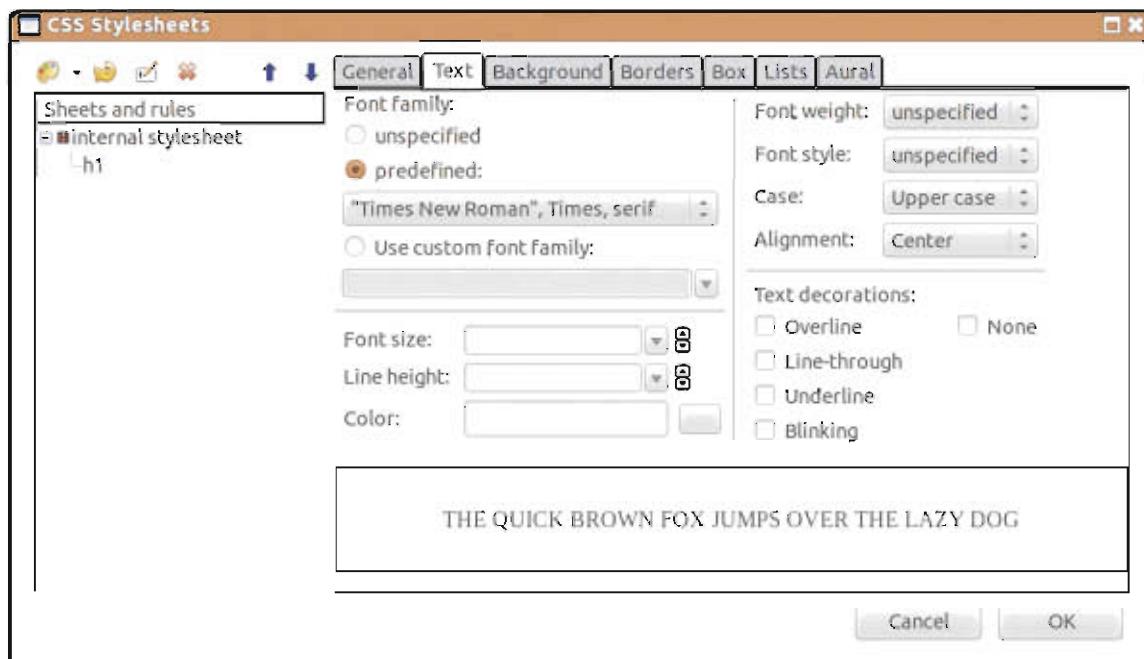 CSS Stylesheets
General Text Background Borders Box Lists Aural
Sheets and rules
internal stylesheet
h1
Font family:
unspecified
predefined:
"Times New Roman", Times, serif
Use custom font family:
Font size:
Line height:
Color:
Font weight: unspecified
Font style: unspecified
Case: Upper case
Alignment: Center
Text decorations:
Overline None
Line-through
Underline
Blinking
THE QUICK BROWN FOX JUMPS OVER THE LAZY DOG
Cancel OK